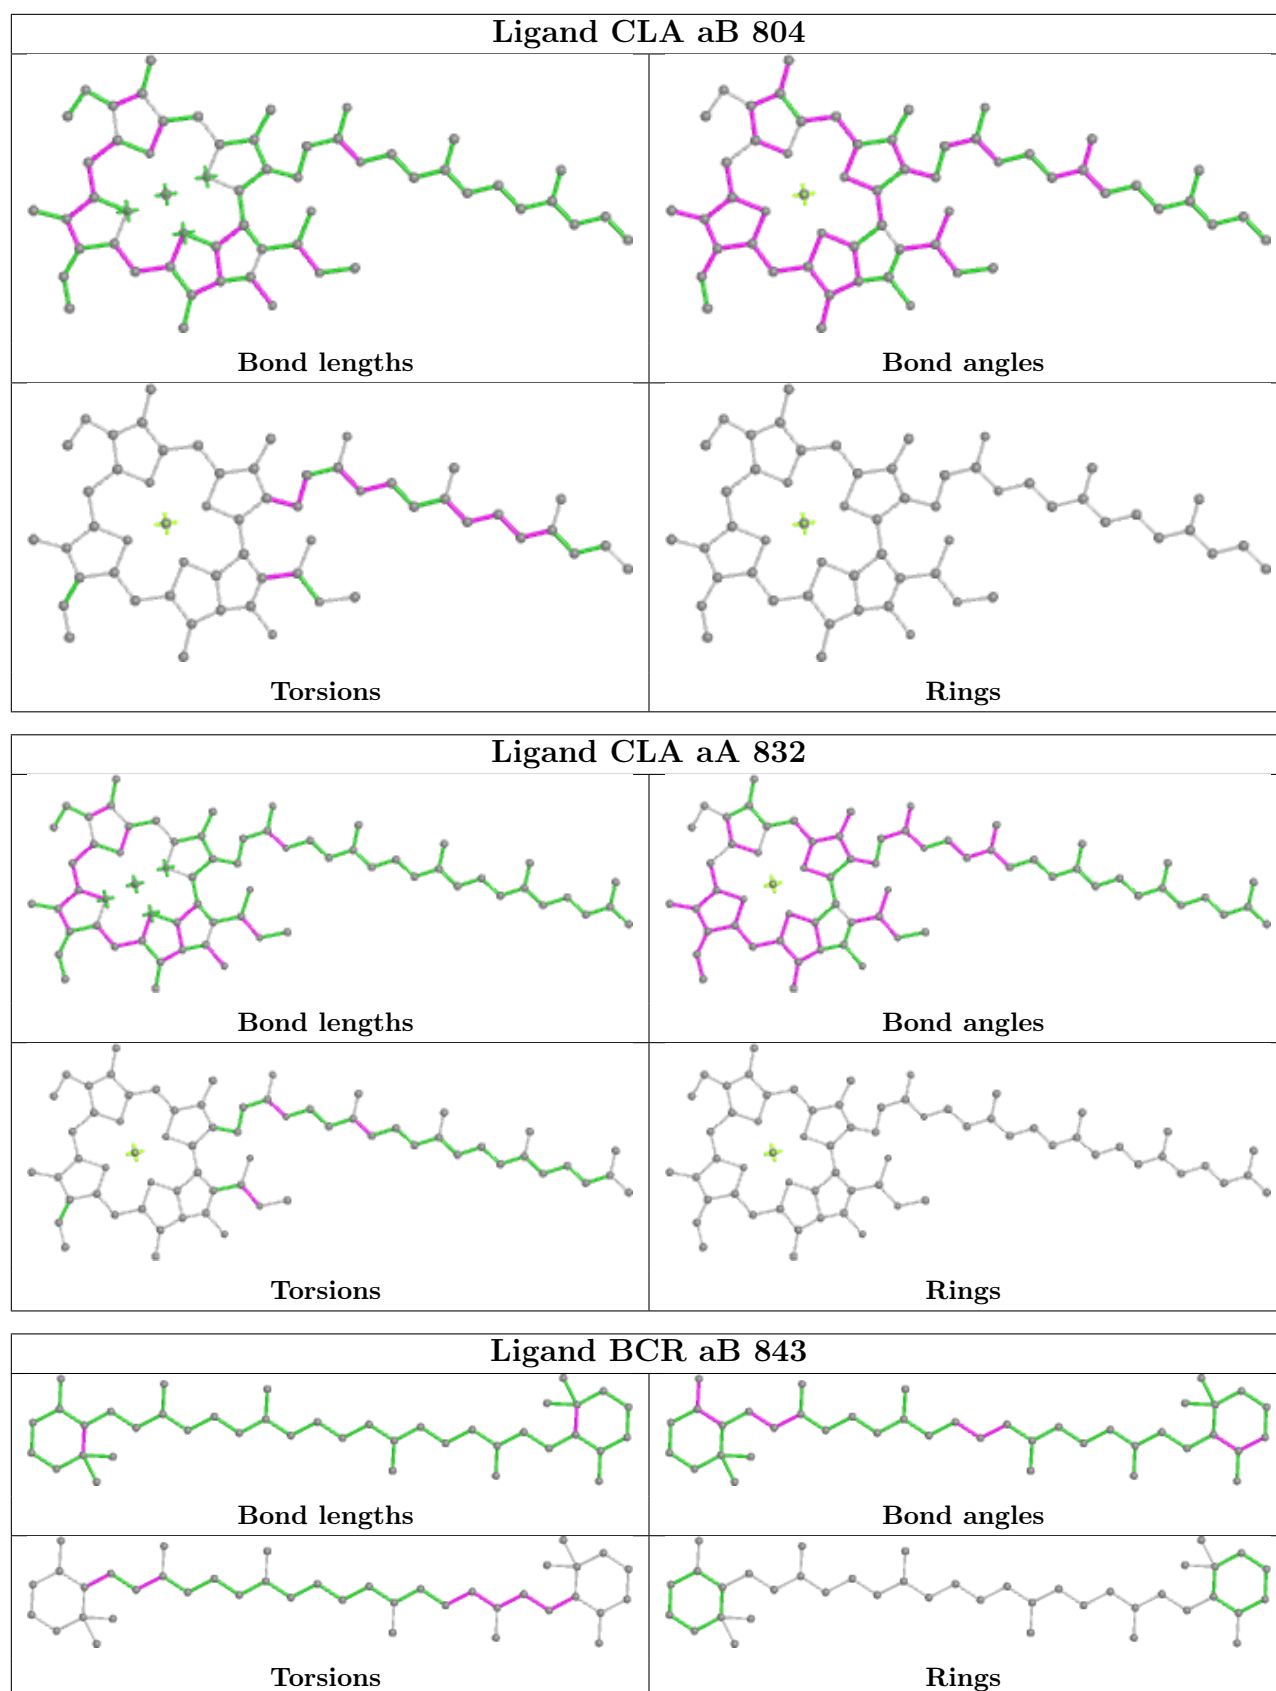 Ligand CLA aB 804
Bond lengths
Bond angles
Torsions
Rings
Ligand CLA aA 832
Bond lengths
Bond angles
Torsions
Rings
Ligand BCR aB 843
Bond lengths
Bond angles
Torsions
Rings